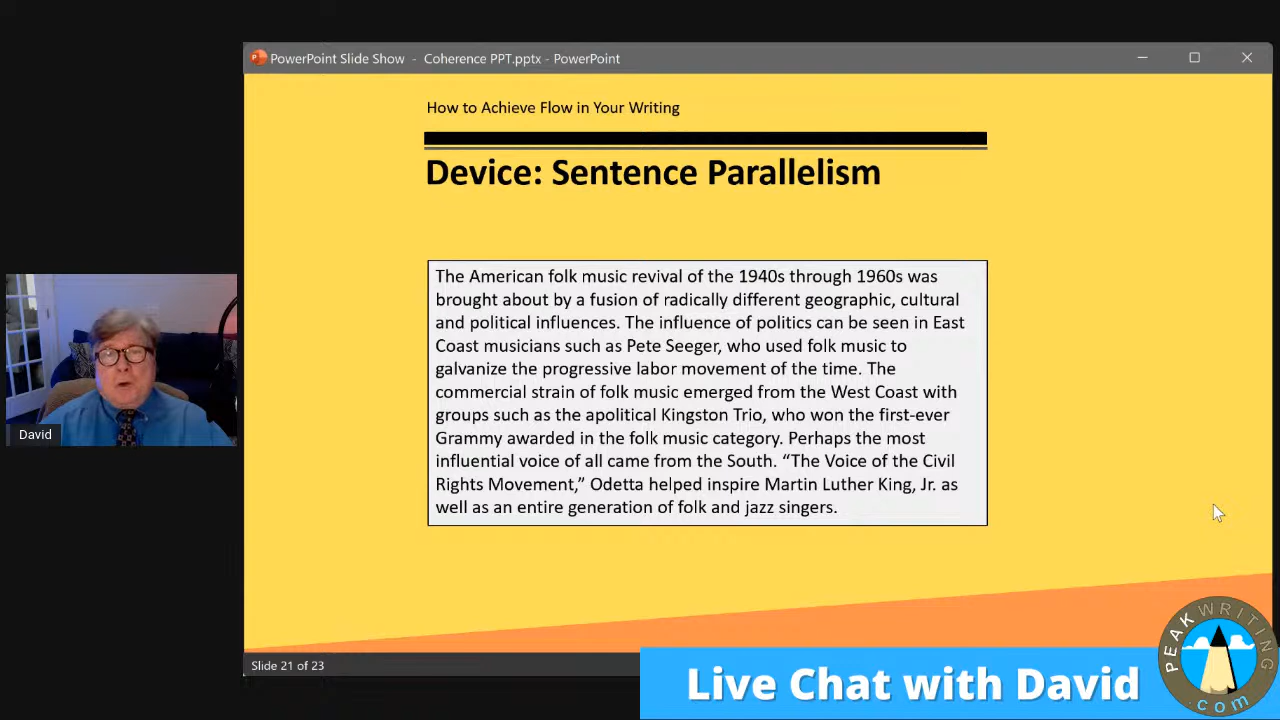 PowerPoint Slide Show - Coherence PPT.pptx - PowerPoint
How to Achieve Flow in Your Writing
Device: Sentence Parallelism
The American folk music revival of the 1940s through 1960s was
brought about by a fusion of radically different geographic, cultural
and political influences. The influence of politics can be seen in East
Coast musicians such as Pete Seeger, who used folk music to
galvanize the progressive labor movement of the time. The
commercial strain of folk music emerged from the West Coast with
groups such as the apolitical Kingston Trio, who won the first-ever
Grammy awarded in the folk music category. Perhaps the most
influential voice of all came from the South. “The Voice of the Civil
Rights Movement,” Odetta helped inspire Martin Luther King, Jr. as
well as an entire generation of folk and jazz singers.
David
Slide 21 of 23
Live Chat with David
PEAKWRITING
.com